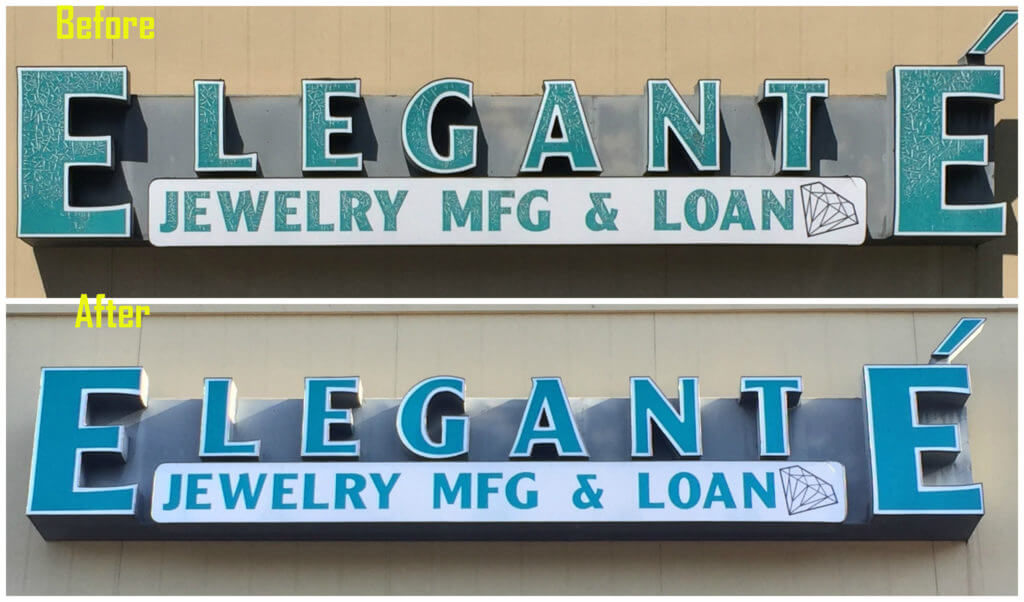 Before
ELEGANTÉ
JEWELRY MFG & LOAN
After
ELEGANTÉ
JEWELRY MFG & LOAN